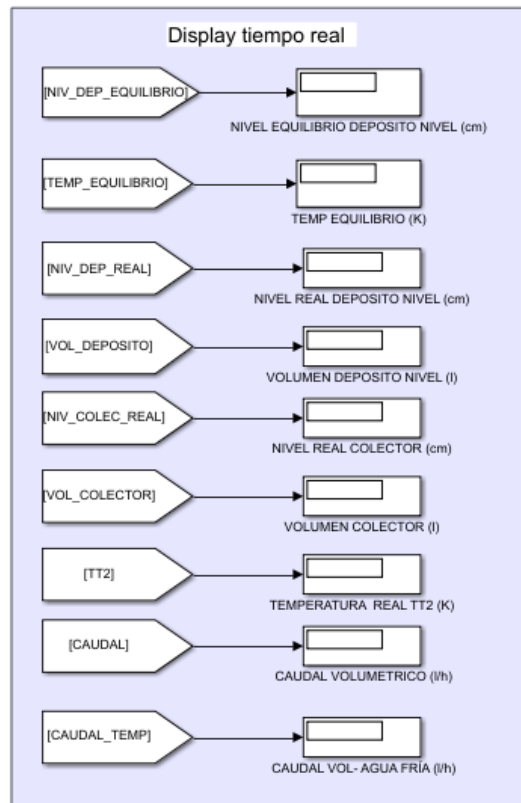 Display tiempo real
[NIV_DEP_EQUILIBRIO]
NIVEL EQUILIBRIO DEPOSITO NIVEL (cm)
[TEMP_EQUILIBRIO]
TEMP EQUILIBRIO (K)
[NIV_DEP_REAL]
NIVEL REAL DEPOSITO NIVEL (cm)
[VOL_DEPOSITO]
VOLUMEN DEPOSITO NIVEL (l)
[NIV_COLEC_REAL]
NIVEL REAL COLECTOR (cm)
[VOL_COLECTOR]
VOLUMEN COLECTOR (l)
[TT2]
TEMPERATURA REAL TT2 (K)
[CAUDAL]
CAUDAL VOLUMETRICO (l/h)
[CAUDAL_TEMP]
CAUDAL VOL- AGUA FRÍA (l/h)